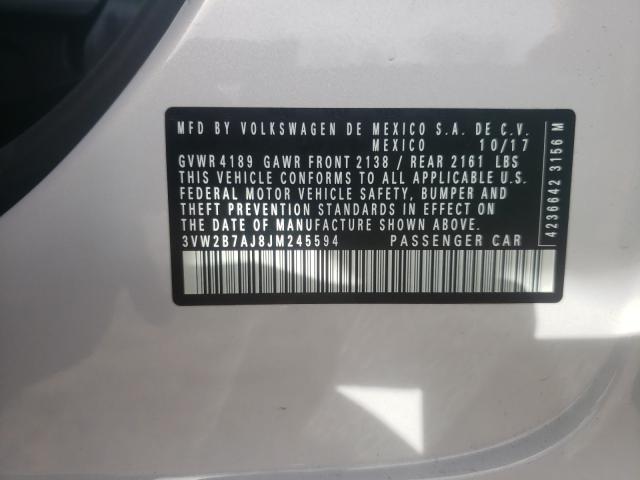 MFD BY VOLKSWAGEN DE MEXICO S.A. DE C.V.
MEXICO 10/17
GVWR 4189 GAWR FRONT 2138 / REAR 2161 LBS
THIS VEHICLE CONFORMS TO ALL APPLICABLE U.S.
FEDERAL MOTOR VEHICLE SAFETY, BUMPER AND
THEFT PREVENTION STANDARDS IN EFFECT ON
THE DATE OF MANUFACTURE SHOWN ABOVE.
3VW2B7AJ8JM245594 PASSENGER CAR
4236642 3156 M